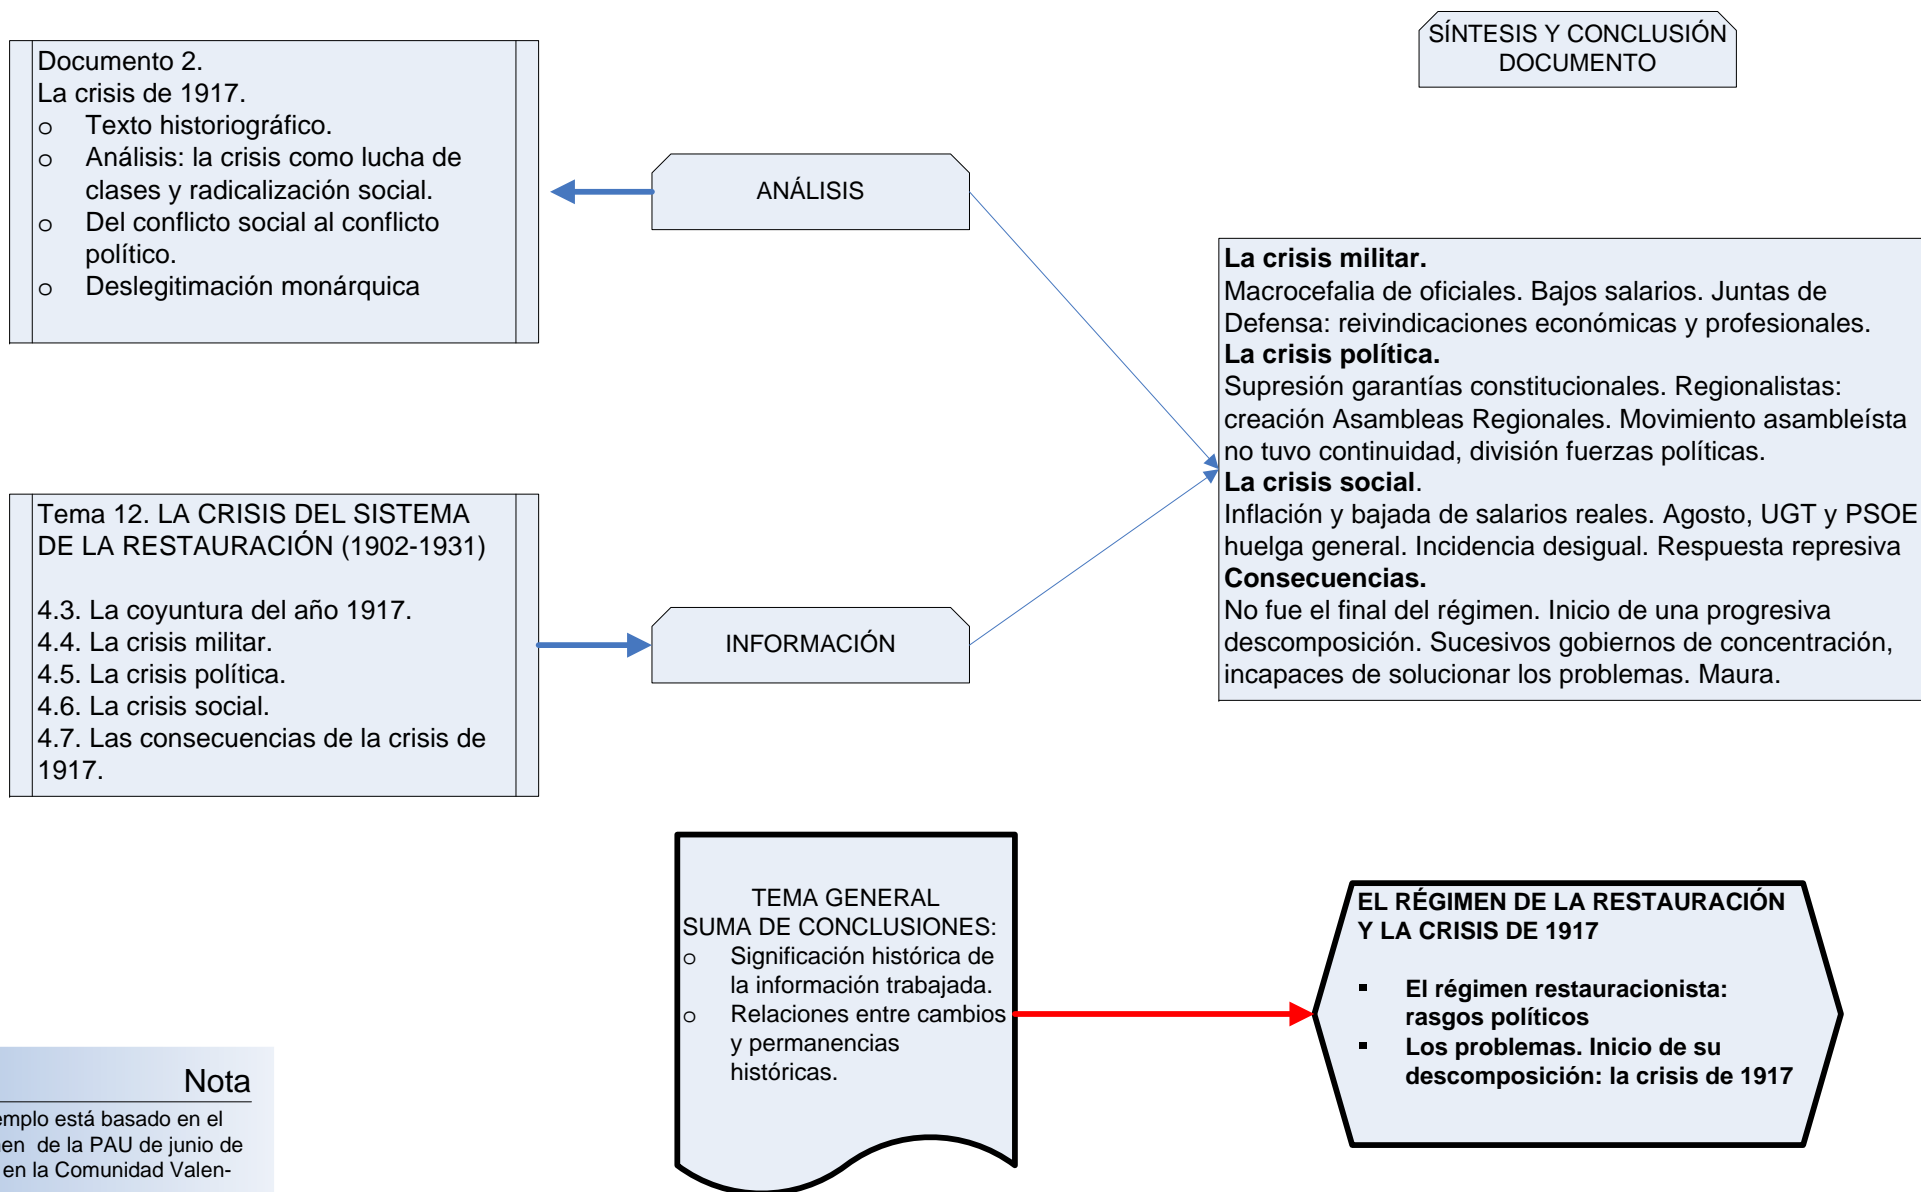 SÍNTESIS Y CONCLUSIÓN
DOCUMENTO
Documento 2.
La crisis de 1917.
o Texto historiográfico.
o Análisis: la crisis como lucha de
clases y radicalización social.
o Del conflicto social al conflicto
político.
o Deslegitimación monárquica
ANÁLISIS
La crisis militar.
Macrocefalia de oficiales. Bajos salarios. Juntas de
Defensa: reivindicaciones económicas y profesionales.
La crisis política.
Supresión garantías constitucionales. Regionalistas:
creación Asambleas Regionales. Movimiento asambleísta
no tuvo continuidad, división fuerzas políticas.
La crisis social.
Inflación y bajada de salarios reales. Agosto, UGT y PSOE
huelga general. Incidencia desigual. Respuesta represiva
Consecuencias.
No fue el final del régimen. Inicio de una progresiva
descomposición. Sucesivos gobiernos de concentración,
incapaces de solucionar los problemas. Maura.
Tema 12. LA CRISIS DEL SISTEMA
DE LA RESTAURACIÓN (1902-1931)
4.3. La coyuntura del año 1917.
4.4. La crisis militar.
4.5. La crisis política.
4.6. La crisis social.
4.7. Las consecuencias de la crisis de
1917.
INFORMACIÓN
TEMA GENERAL
SUMA DE CONCLUSIONES:
o Significación histórica de
la información trabajada.
o Relaciones entre cambios
y permanencias
históricas.
EL RÉGIMEN DE LA RESTAURACIÓN
Y LA CRISIS DE 1917
▪ El régimen restauracionista:
rasgos políticos
▪ Los problemas. Inicio de su
descomposición: la crisis de 1917
Nota
emplo está basado en el
en de la PAU de junio de
en la Comunidad Valen-